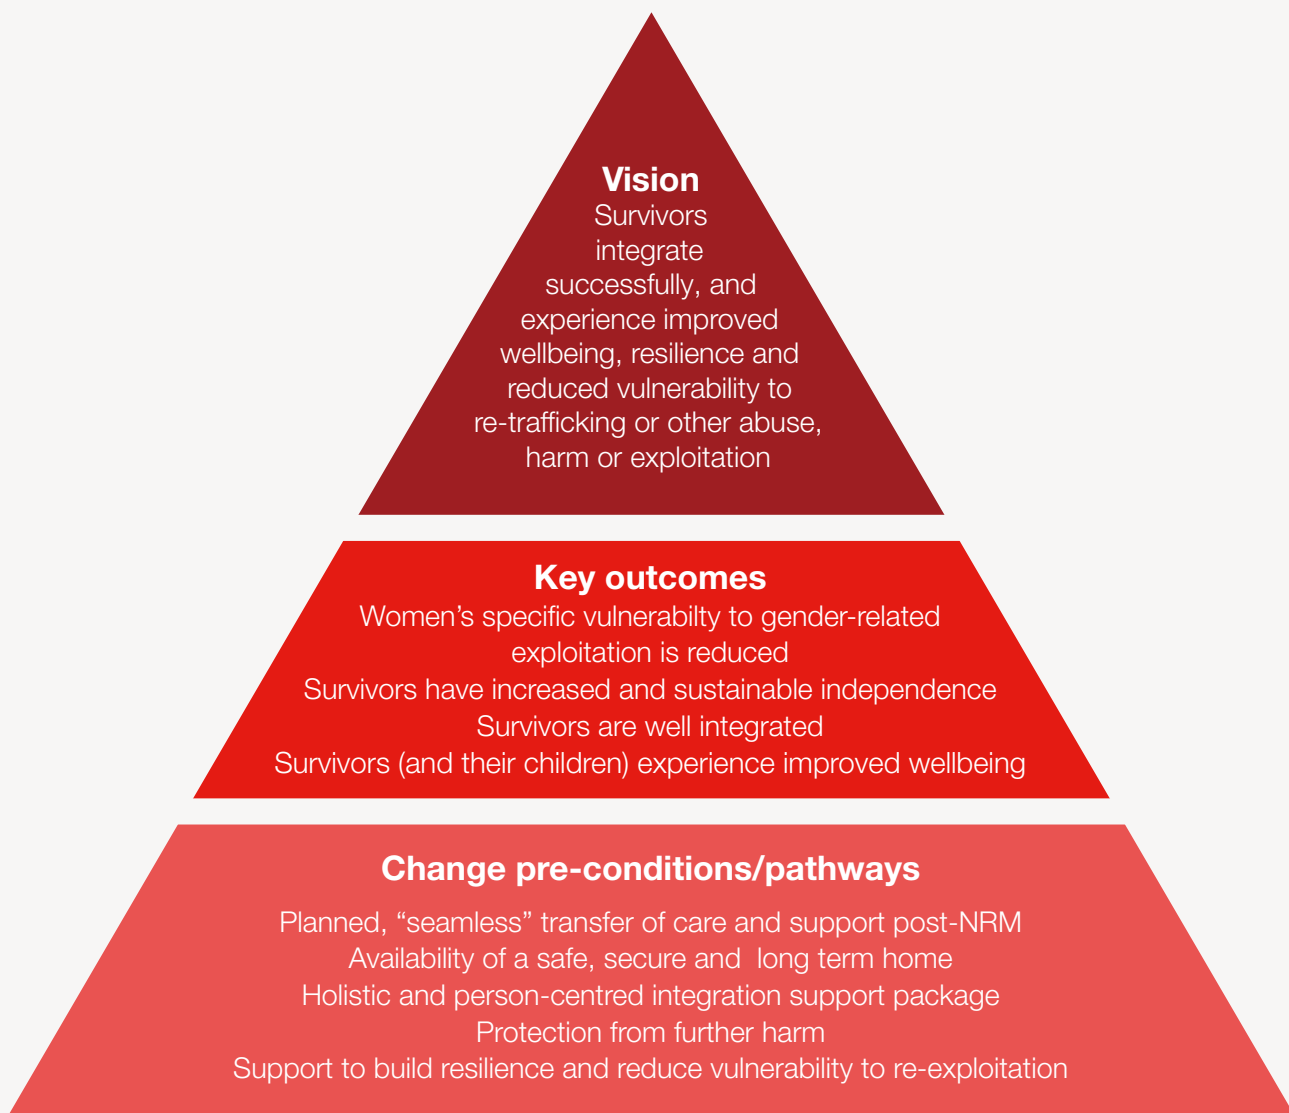 Vision
Survivors
integrate
successfully, and
experience improved
wellbeing, resilience and
reduced vulnerability to
re-trafficking or other abuse,
harm or exploitation
Key outcomes
Women’s specific vulnerabilty to gender-related
exploitation is reduced
Survivors have increased and sustainable independence
Survivors are well integrated
Survivors (and their children) experience improved wellbeing
Change pre-conditions/pathways
Planned, “seamless” transfer of care and support post-NRM
Availability of a safe, secure and  long term home
Holistic and person-centred integration support package
Protection from further harm
Support to build resilience and reduce vulnerability to re-exploitation